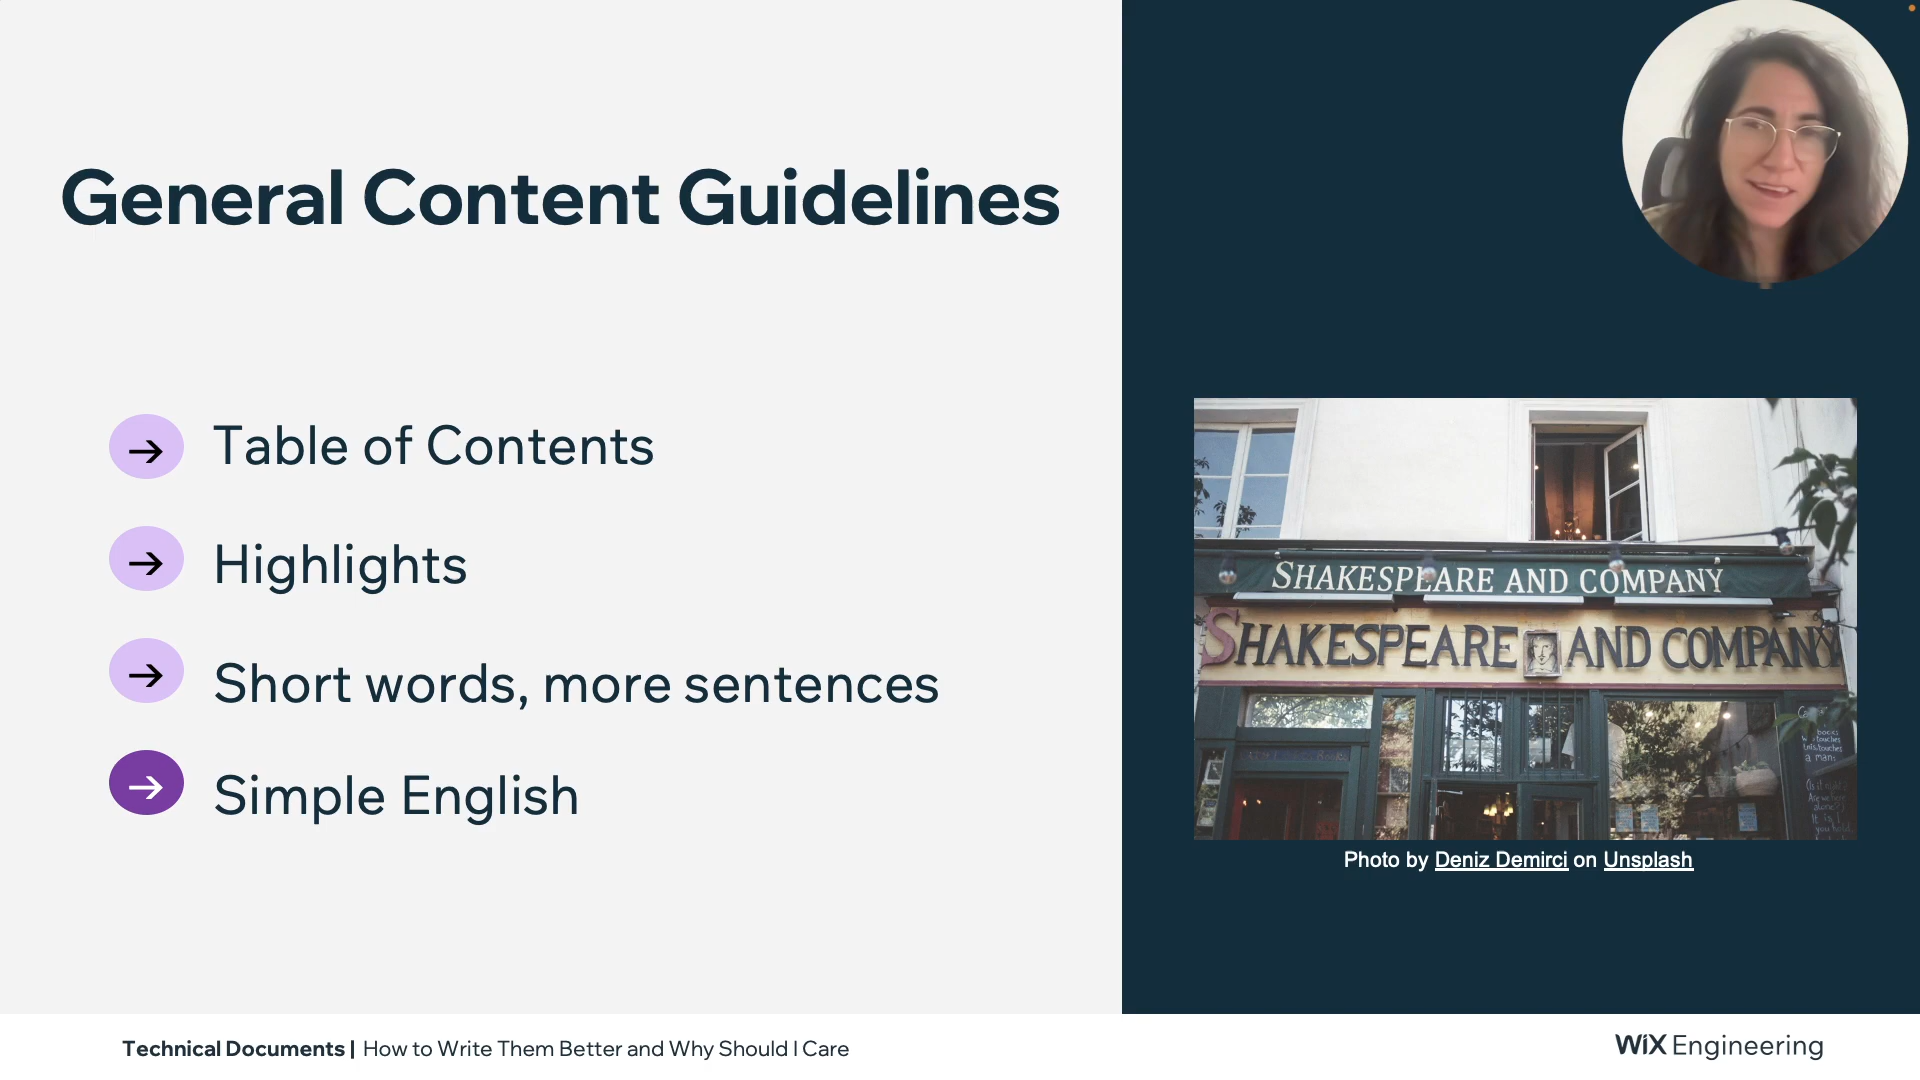 General Content Guidelines
Table of Contents
Highlights
Short words, more sentences
Simple English
SHAKESPEARE AND COMPANY
SHAKESPEARE AND COMPANY
books
a man
Photo by Deniz Demirci on Unsplash
Technical Documents | How to Write Them Better and Why Should I Care
WiX Engineering